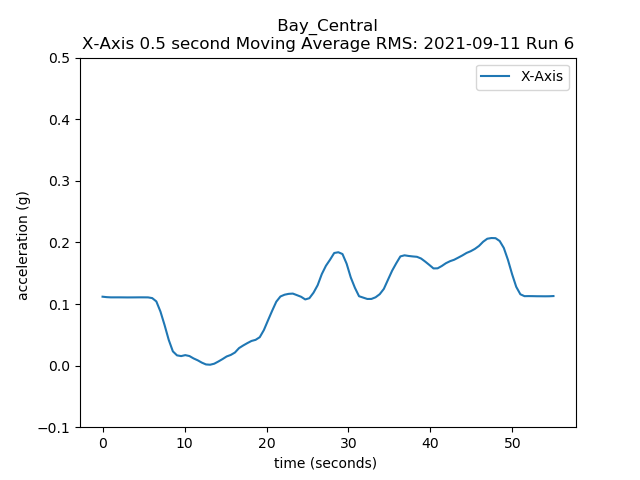 Bay_Central
X-Axis 0.5 second Moving Average RMS: 2021-09-11 Run 6
X-Axis
0.5
0.4
0.3
0.2
0.1
0.0
−0.1
acceleration (g)
0 10 20 30 40 50
time (seconds)